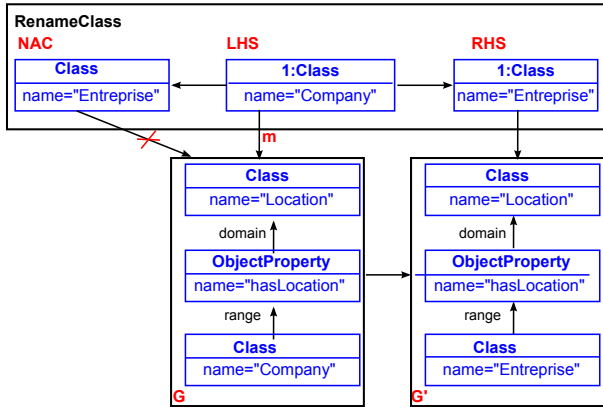 RenameClass
NAC LHS RHS
Class 1:Class 1:Class
name="Entreprise" name="Company" name="Entreprise"
m
Class Class
name="Location" name="Location"
domain domain
ObjectProperty ObjectProperty
name="hasLocation" name="hasLocation"
range range
Class Class
name="Company" name="Entreprise"
G G'